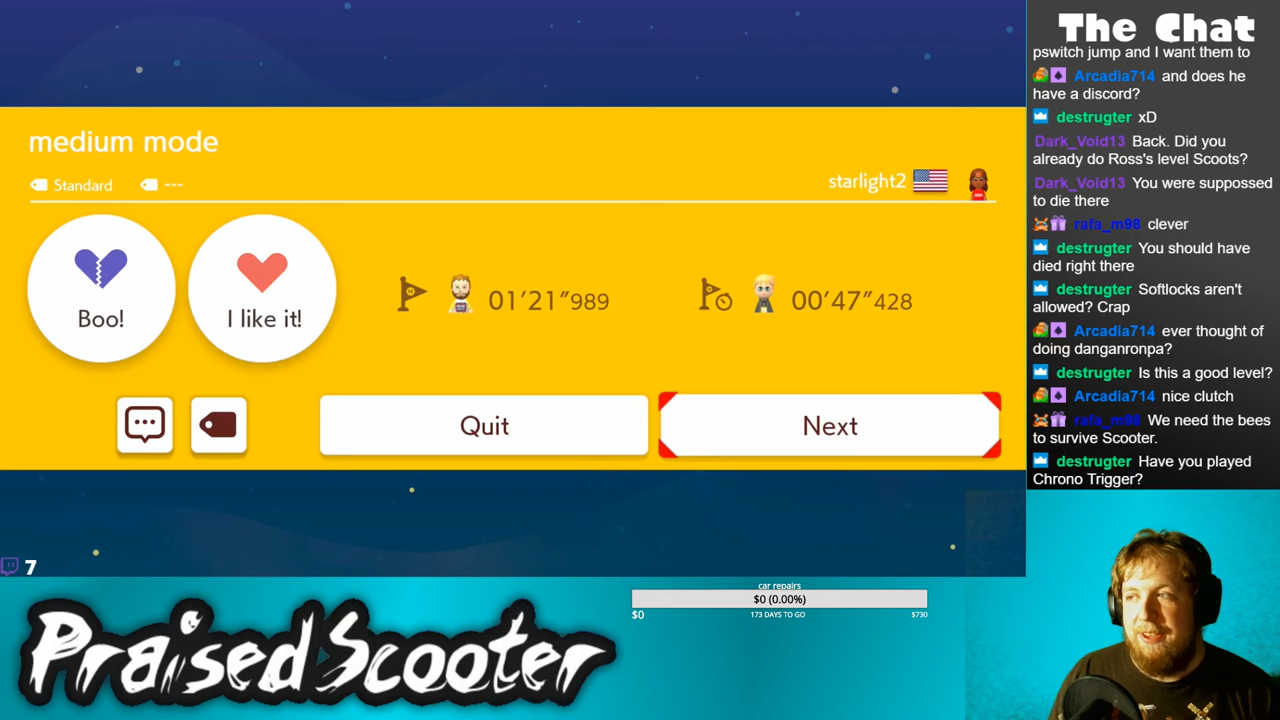 medium mode
Standard
---
starlight2
Boo!
I like it!
M
01'21"989
00'47"428
Quit
Next
7
PraisedScooter
car repairs
$0 (0.00%)
$0
173 DAYS TO GO
$730
The Chat
pswitch jump and I want them to
Arcadia714 and does he
have a discord?
destrugter xD
Dark_Void13 Back. Did you
already do Ross's level Scoots?
Dark_Void13 You were suppossed
to die there
rafa_m98 clever
destrugter You should have
died right there
destrugter Softlocks aren't
allowed? Crap
Arcadia714 ever thought of
doing danganronpa?
destrugter Is this a good level?
Arcadia714 nice clutch
rafa_m98 We need the bees
to survive Scooter.
destrugter Have you played
Chrono Trigger?